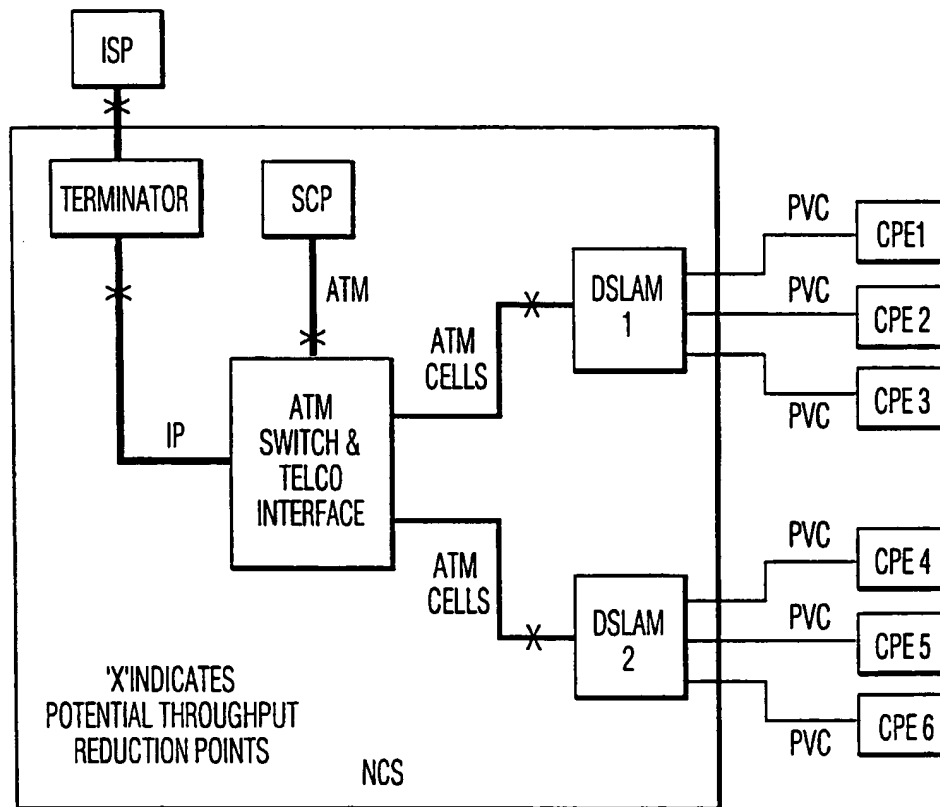 ISP
TERMINATOR
SCP
ATM
IP
ATM
SWITCH &
TELCO
INTERFACE
ATM
CELLS
ATM
CELLS
DSLAM
1
DSLAM
2
PVC
CPE1
PVC
CPE 2
PVC
CPE 3
PVC
CPE 4
PVC
CPE 5
PVC
CPE 6
'X'INDICATES
POTENTIAL THROUGHPUT
REDUCTION POINTS
NCS